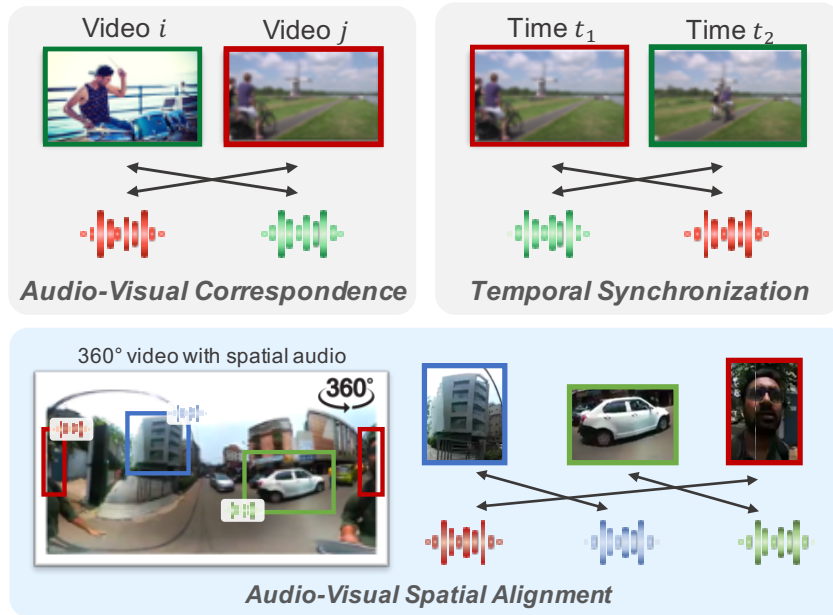 Video i
Video j
Audio-Visual Correspondence
Time t₁
Time t₂
Temporal Synchronization
360° video with spatial audio
360°
Audio-Visual Spatial Alignment